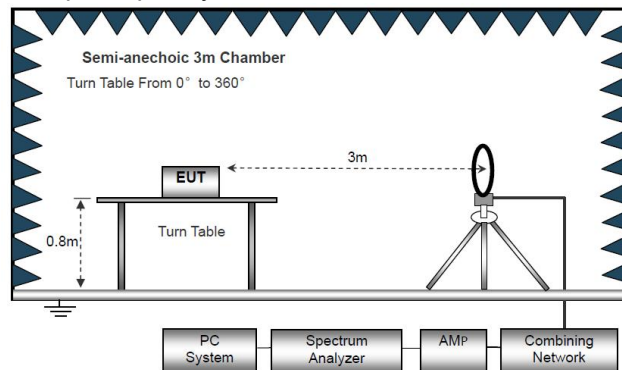 Semi-anechoic 3m Chamber
Turn Table From 0° to 360°
3m
EUT
0.8m
Turn Table
PC
System
Spectrum
Analyzer
AMP
Combining
Network